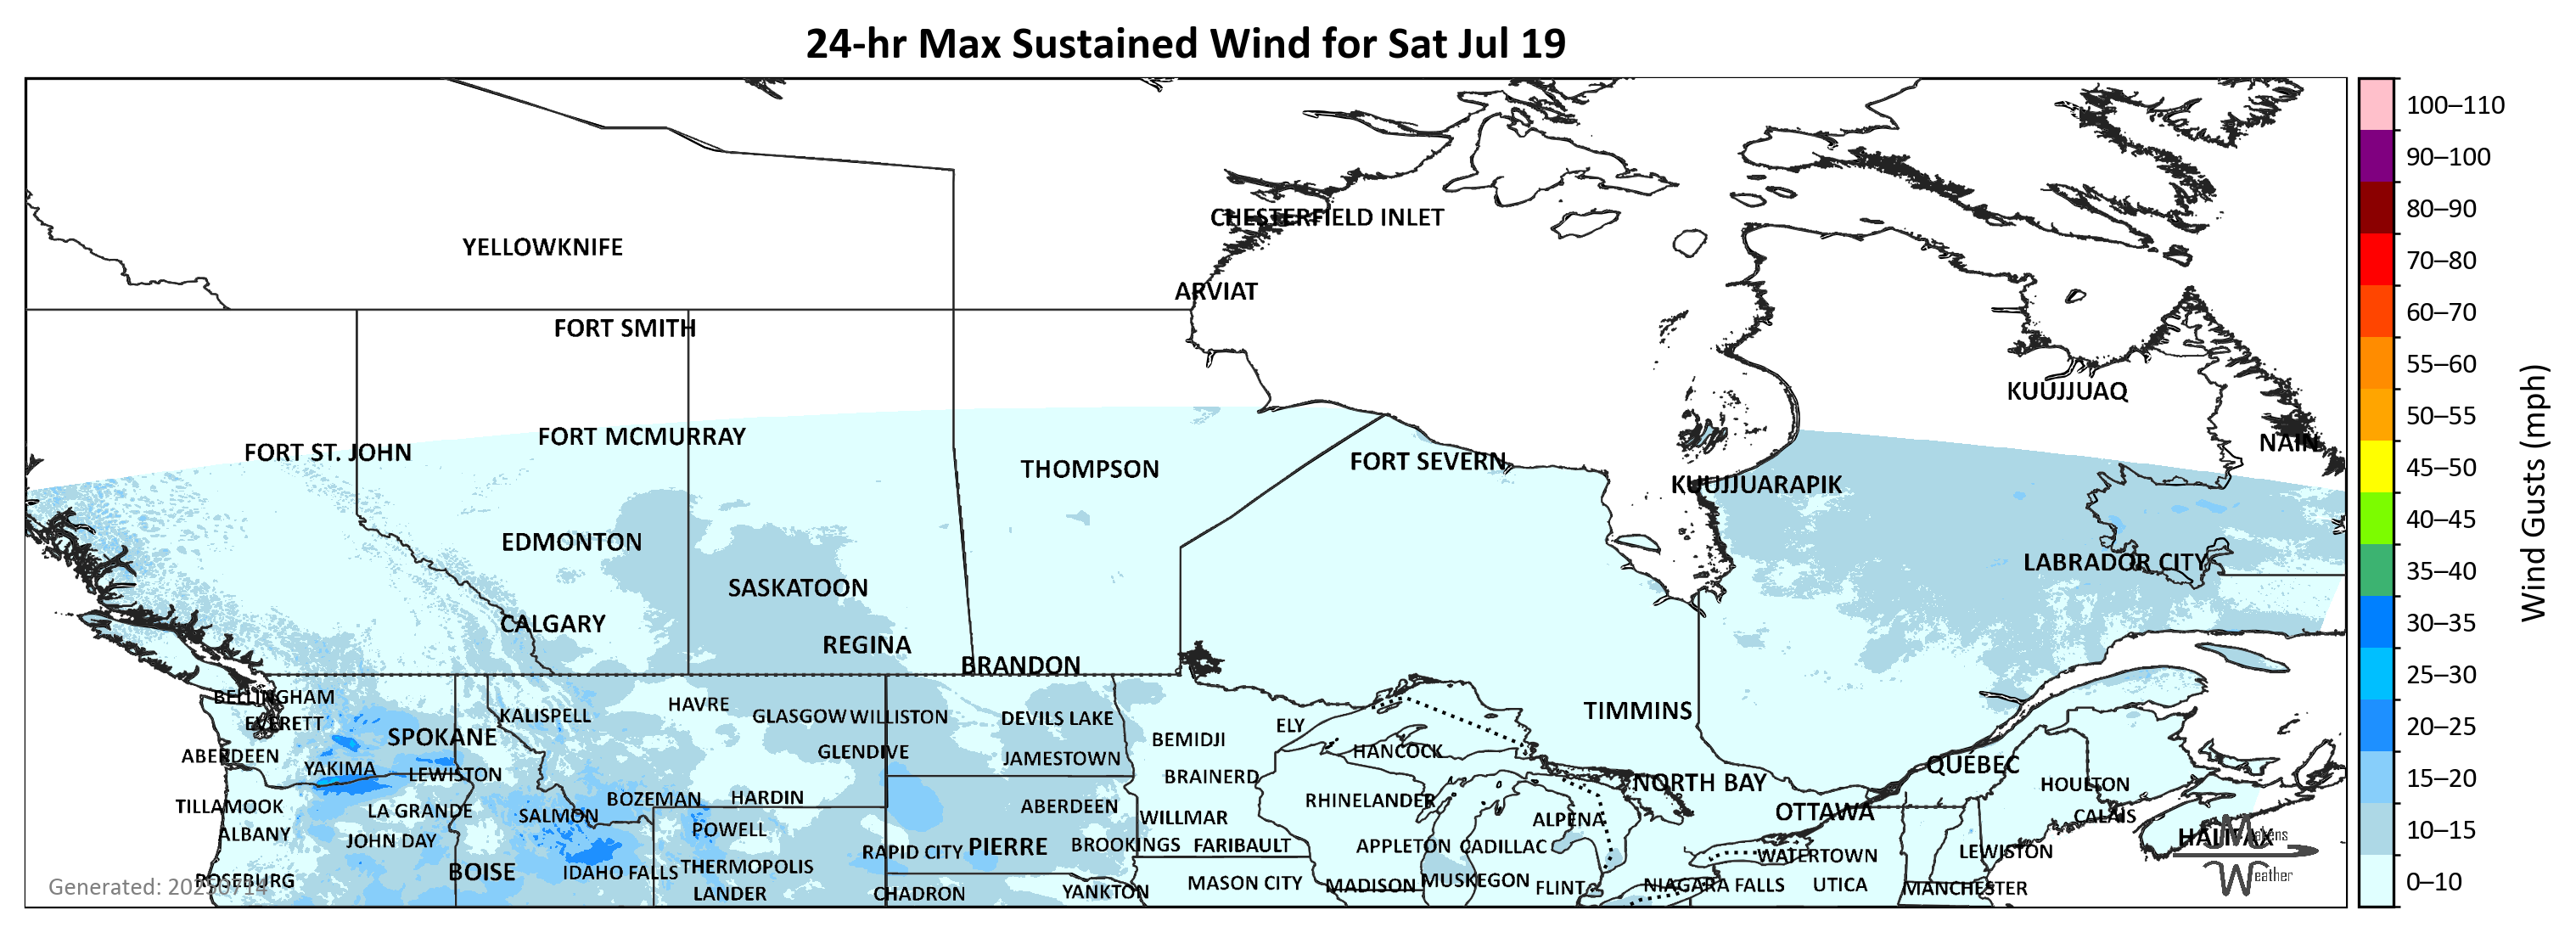 24-hr Max Sustained Wind for Sat Jul 19
100–110
90–100
80–90
70–80
60–70
55–60
50–55
45–50
40–45
35–40
30–35
25–30
20–25
15–20
10–15
0–10
Wind Gusts (mph)
CHESTERFIELD INLET
YELLOWKNIFE
ARVIAT
FORT SMITH
KUUJJUAQ
FORT MCMURRAY
NAIN
FORT ST. JOHN
FORT SEVERN
THOMPSON
KUUJJUARAPIK
EDMONTON
LABRADOR CITY
SASKATOON
CALGARY
REGINA
BRANDON
BELLINGHAM
HAVRE
TIMMINS
KALISPELL
GLASGOW
WILLISTON
DEVILS LAKE
EVERETT
ELY
SPOKANE
BEMIDJI
GLENDIVE
HANCOCK
ABERDEEN
JAMESTOWN
QUEBEC
YAKIMA
LEWISTON
BRAINERD
NORTH BAY
HOULTON
BOZEMAN
HARDIN
RHINELANDER
TILLAMOOK
LA GRANDE
ABERDEEN
OTTAWA
SALMON
WILLMAR
CALAIS
ALPENA
ALBANY
POWELL
HALIFAX
JOHN DAY
PIERRE
BROOKINGS
FARIBAULT
APPLETON
CADILLAC
RAPID CITY
LEWISTON
WATERTOWN
THERMOPOLIS
BOISE
IDAHO FALLS
ROSEBURG
MUSKEGON
MASON CITY
MADISON
FLINT
NIAGARA FALLS
UTICA
MANCHESTER
LANDER
CHADRON
YANKTON
Generated: 20250714
Makens
Weather